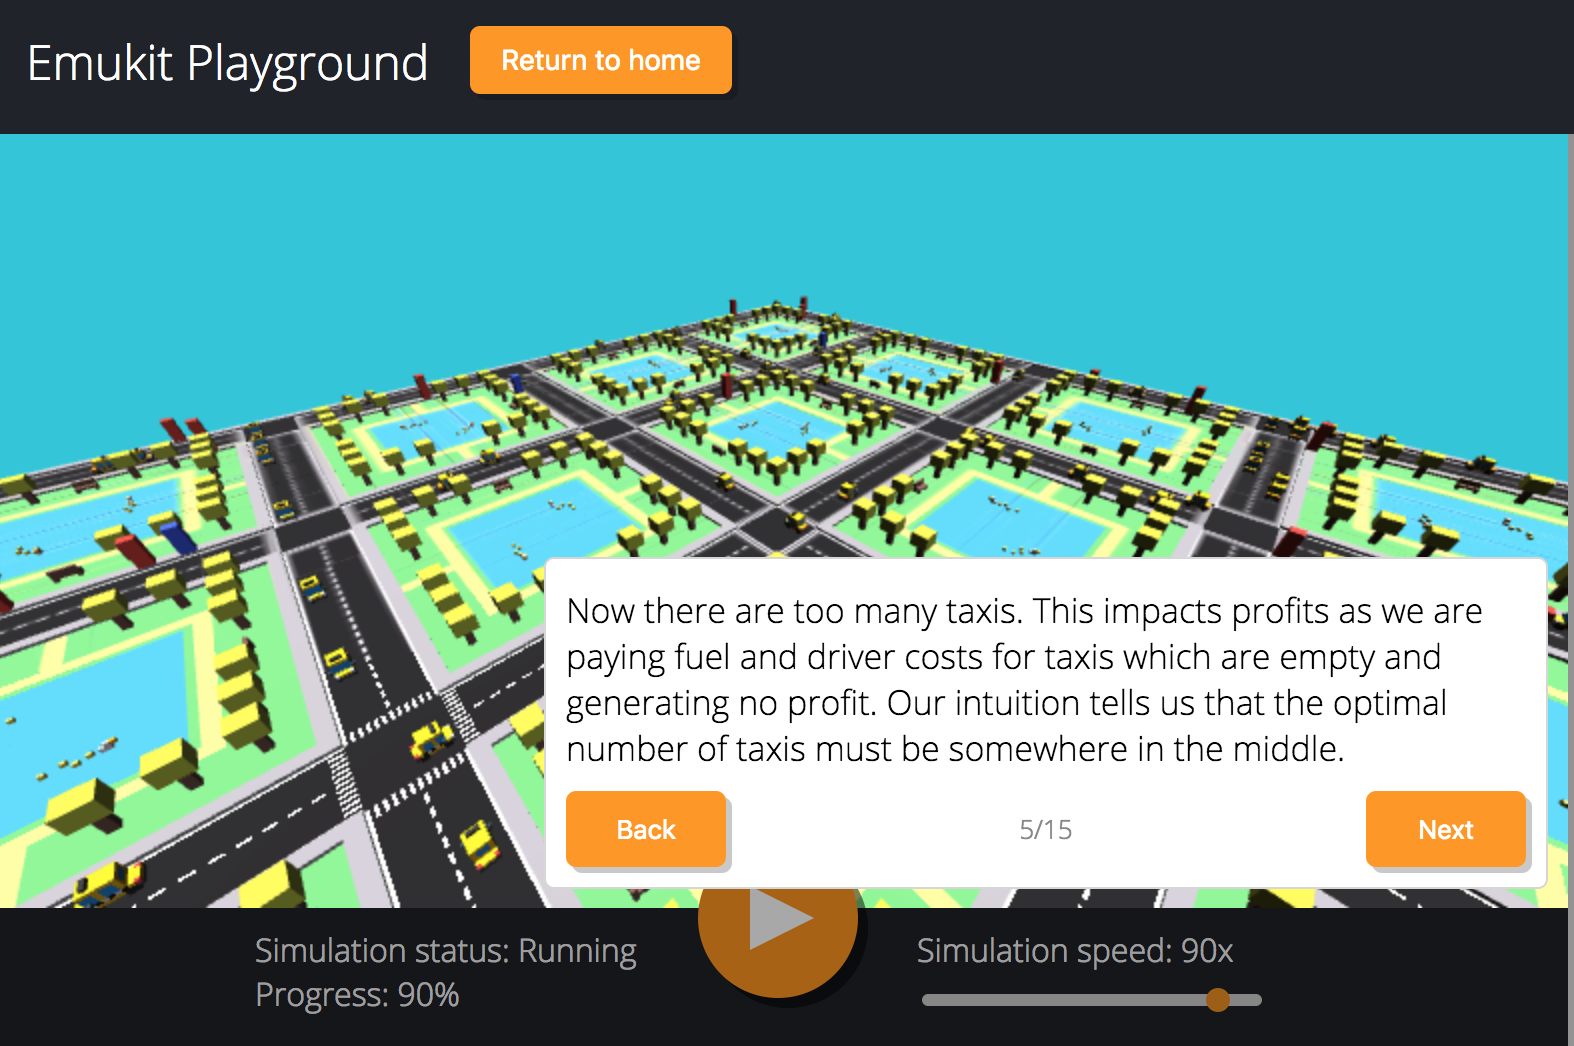 Emukit Playground
Return to home
Now there are too many taxis. This impacts profits as we are
paying fuel and driver costs for taxis which are empty and
generating no profit. Our intuition tells us that the optimal
number of taxis must be somewhere in the middle.
Back
5/15
Next
Simulation status: Running
Progress: 90%
Simulation speed: 90x